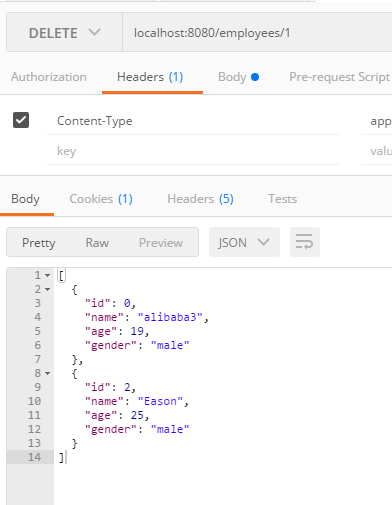 DELETE localhost:8080/employees/1
Authorization Headers (1) Body Pre-request Script
Content-Type app
key valu
Body Cookies (1) Headers (5) Tests
Pretty Raw Preview JSON
1 [
2 {
3 "id": 0,
4 "name": "alibaba3",
5 "age": 19,
6 "gender": "male"
7 },
8 {
9 "id": 2,
10 "name": "Eason",
11 "age": 25,
12 "gender": "male"
13 }
14 ]